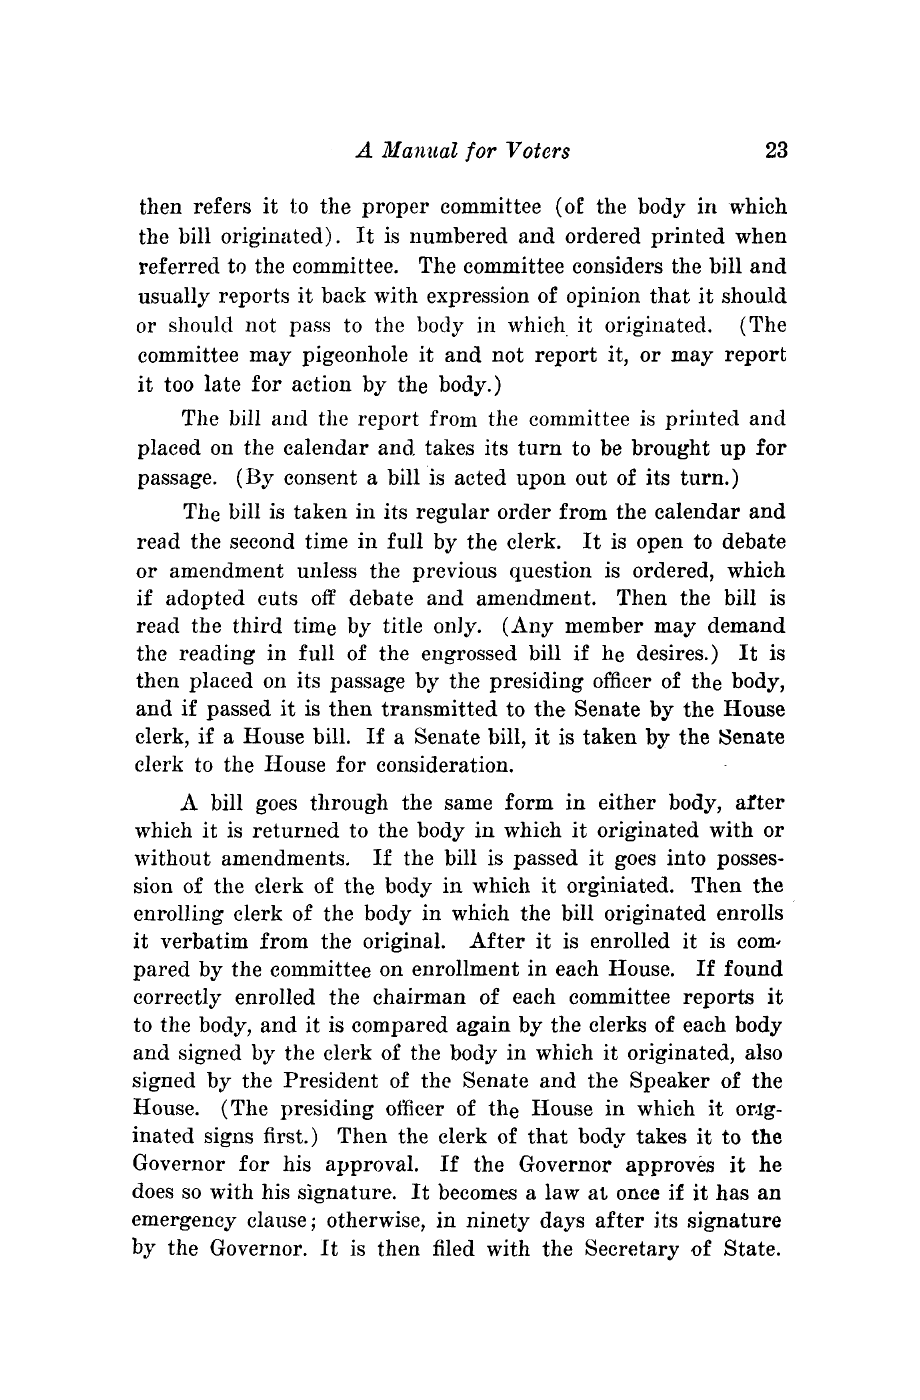 A Manual for Voters 23
then refers it to the proper committee (of the body in which
the bill originated). It is numbered and ordered printed when
referred to the committee. The committee considers the bill and
usually reports it back with expression of opinion that it should
or should not pass to the body in which it originated. (The
committee may pigeonhole it and not report it, or may report
it too late for action by the body.)
The bill and the report from the committee is printed and
placed on the calendar and takes its turn to be brought up for
passage. (By consent a bill is acted upon out of its turn.)
The bill is taken in its regular order from the calendar and
read the second time in full by the clerk. It is open to debate
or amendment unless the previous question is ordered, which
if adopted cuts off debate and amendment. Then the bill is
read the third time by title only. (Any member may demand
the reading in full of the engrossed bill if he desires.) It is
then placed on its passage by the presiding officer of the body,
and if passed it is then transmitted to the Senate by the House
clerk, if a House bill. If a Senate bill, it is taken by the Senate
clerk to the House for consideration.
A bill goes through the same form in either body, after
which it is returned to the body in which it originated with or
without amendments. If the bill is passed it goes into posses-
sion of the clerk of the body in which it orginiated. Then the
enrolling clerk of the body in which the bill originated enrolls
it verbatim from the original. After it is enrolled it is com-
pared by the committee on enrollment in each House. If found
correctly enrolled the chairman of each committee reports it
to the body, and it is compared again by the clerks of each body
and signed by the clerk of the body in which it originated, also
signed by the President of the Senate and the Speaker of the
House. (The presiding officer of the House in which it orig-
inated signs first.) Then the clerk of that body takes it to the
Governor for his approval. If the Governor approves it he
does so with his signature. It becomes a law at once if it has an
emergency clause; otherwise, in ninety days after its signature
by the Governor. It is then filed with the Secretary of State.